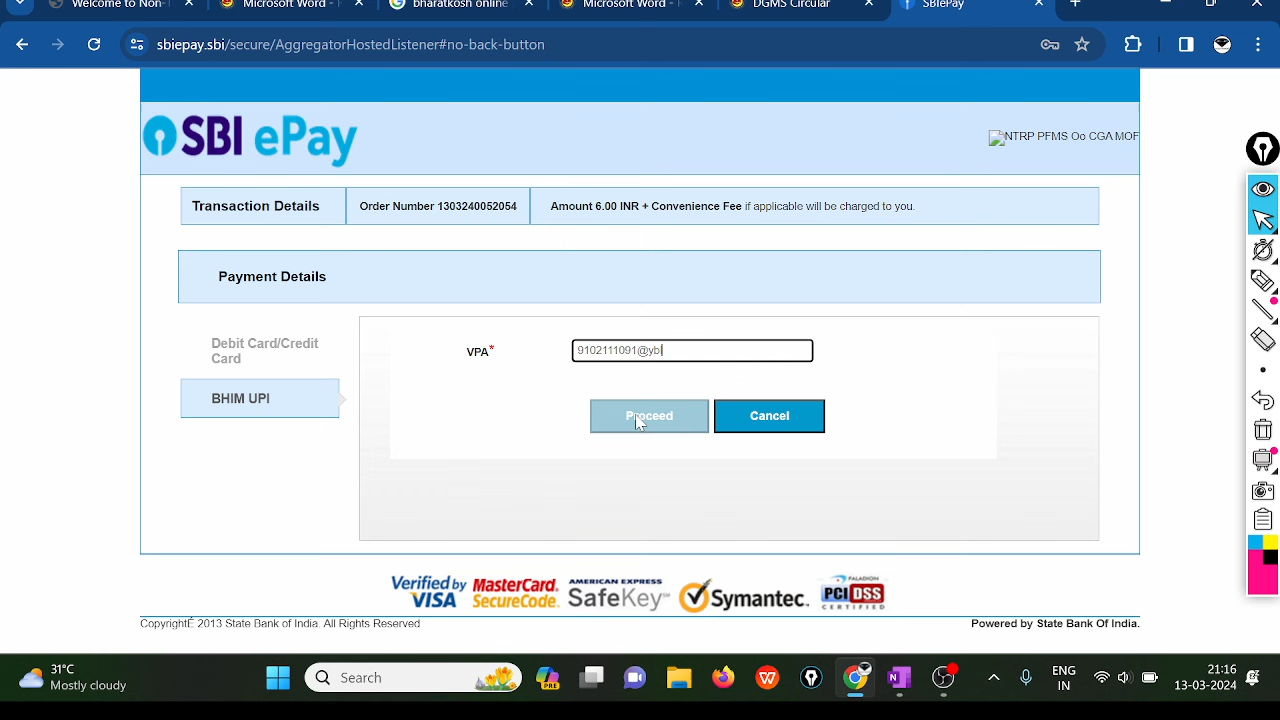 Welcome to Non-
Microsoft Word -
bharatkosh online
Microsoft Word -
DGMS Circular
SBIePay
sbiepay.sbi/secure/AggregatorHostedListener#no-back-button
SBI ePay
NTRP PFMS Oo CGA MOF
Transaction Details
Order Number 1303240052054
Amount 6.00 INR + Convenience Fee if applicable will be charged to you.
Payment Details
Debit Card/Credit
Card
BHIM UPI
VPA*
9102111091@ybl
Proceed
Cancel
Verified by
VISA
MasterCard.
SecureCode.
AMERICAN EXPRESS
SafeKey
Symantec.
PALADION
PCI DSS
CERTIFIED
CopyrightÉ 2013 State Bank of India. All Rights Reserved
Powered by State Bank Of India.
31°C
Mostly cloudy
Search
PRE
ENG
IN
21:16
13-03-2024